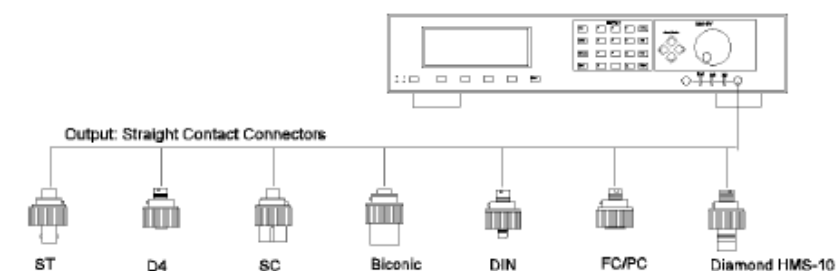 Output: Straight Contact Connectors
ST
D4
SC
Biconic
DIN
FC/PC
Diamond HMS-10